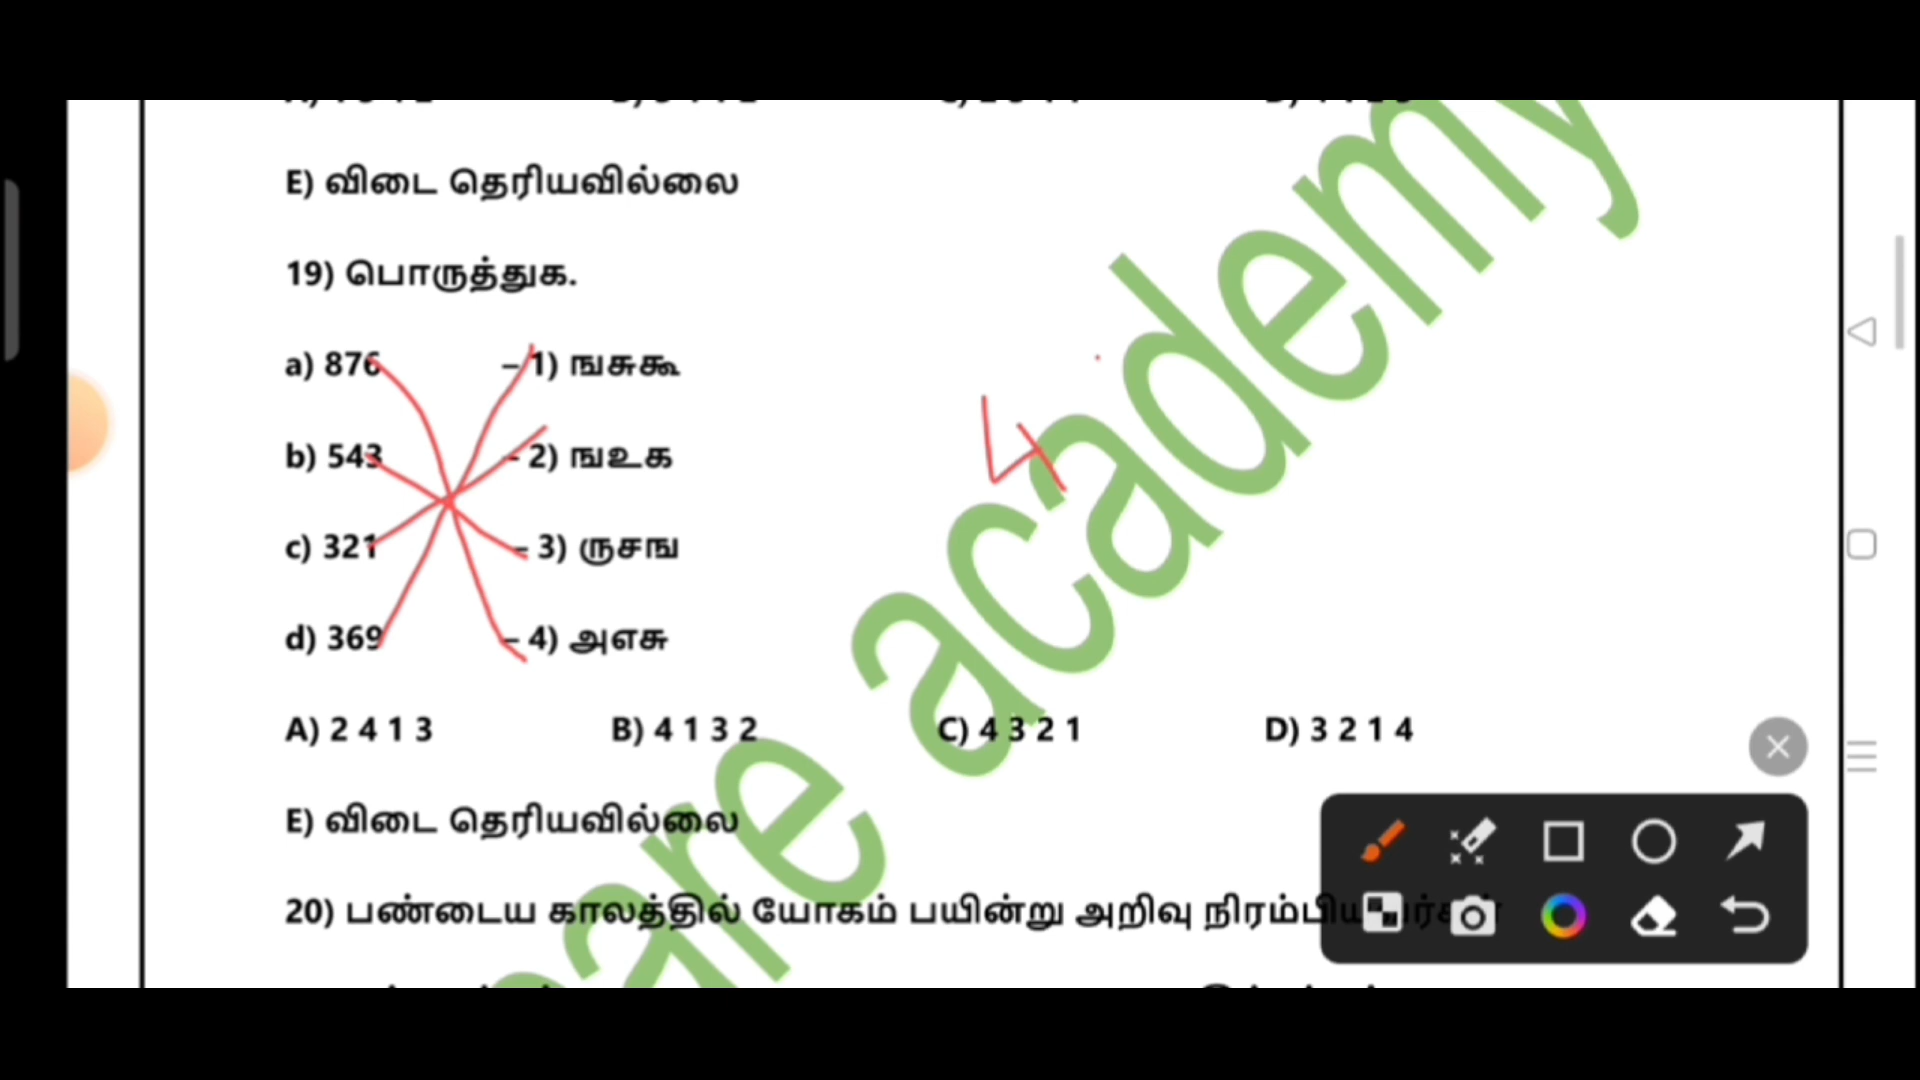 E) விடை தெரியவில்லை
19) பொருத்துக.
a) 876 – 1) ஙசுகூ
b) 543 – 2) ஙஉக
c) 321 – 3) ருசங
d) 369 – 4) அஎசு
4
A) 2 4 1 3 B) 4 1 3 2 C) 4 3 2 1 D) 3 2 1 4
E) விடை தெரியவில்லை
20) பண்டைய காலத்தில் யோகம் பயின்று அறிவு
are academy